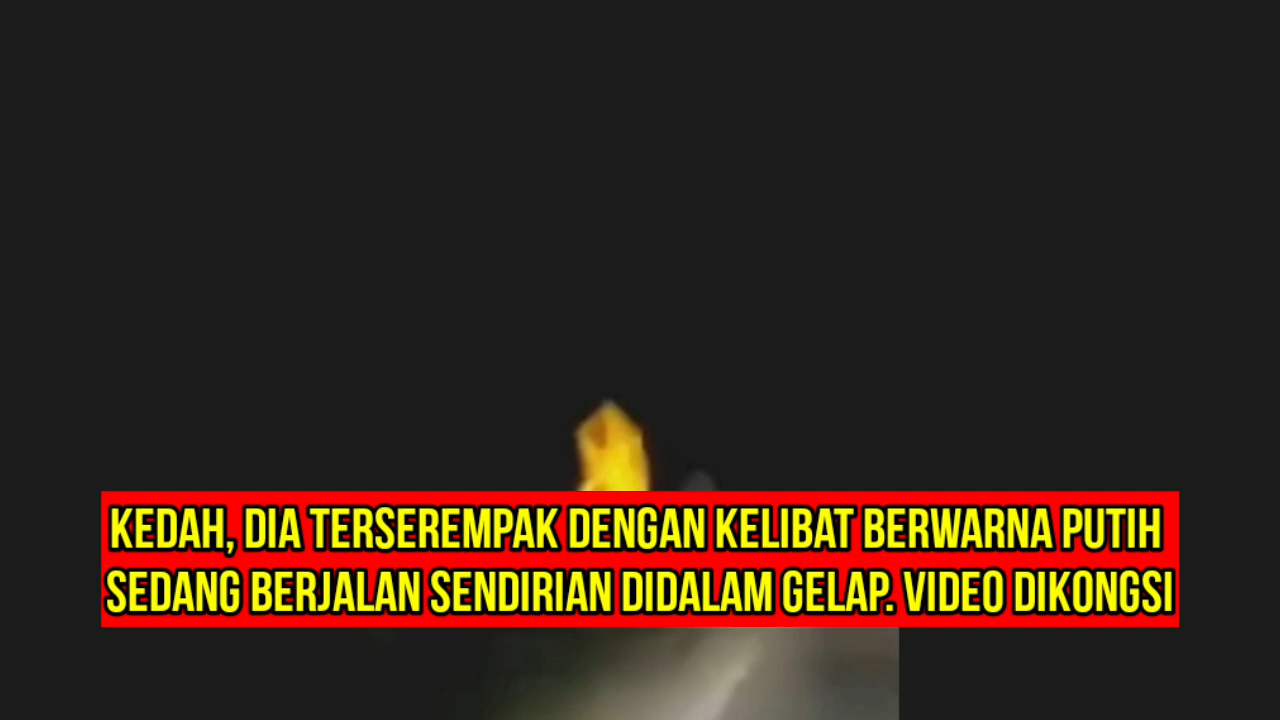 KEDAH, DIA TERSEREMPAK DENGAN KELIBAT BERWARNA PUTIH
SEDANG BERJALAN SENDIRIAN DIDALAM GELAP. VIDEO DIKONGSI